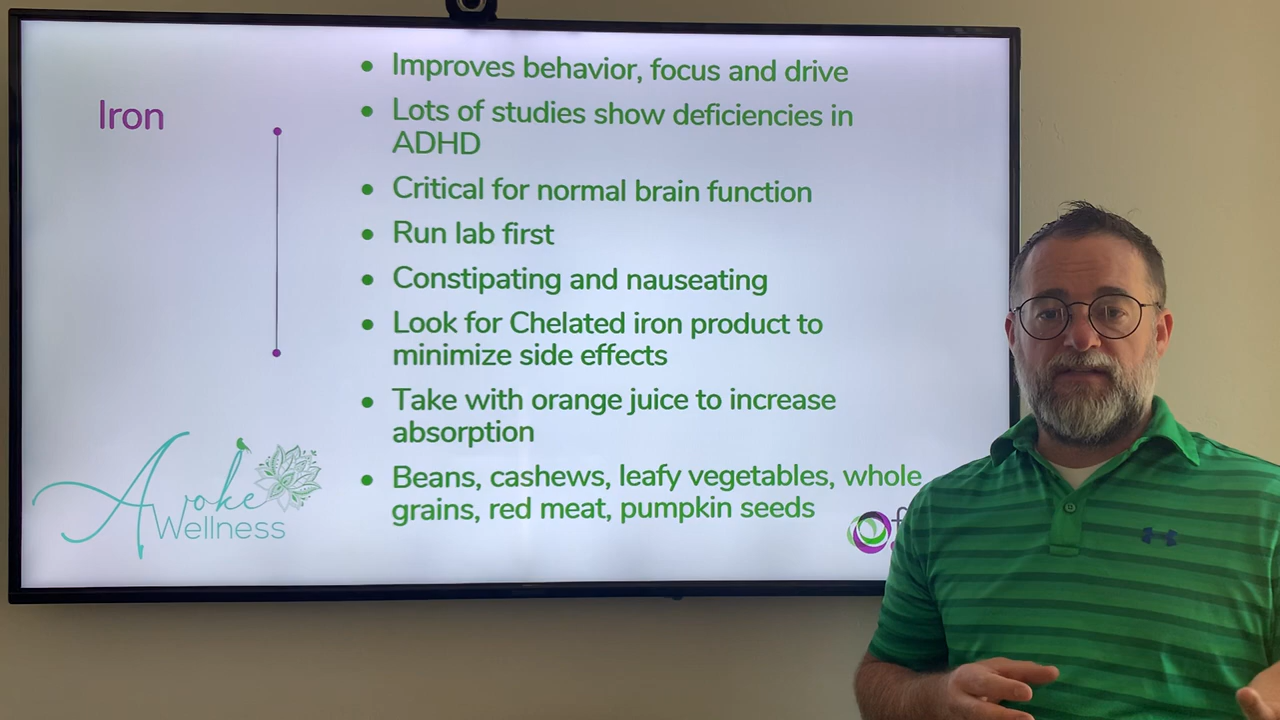 Iron
• Improves behavior, focus and drive
• Lots of studies show deficiencies in
ADHD
• Critical for normal brain function
• Run lab first
• Constipating and nauseating
• Look for Chelated iron product to
minimize side effects
• Take with orange juice to increase
absorption
• Beans, cashews, leafy vegetables, whole
grains, red meat, pumpkin seeds
Avoke
Wellness